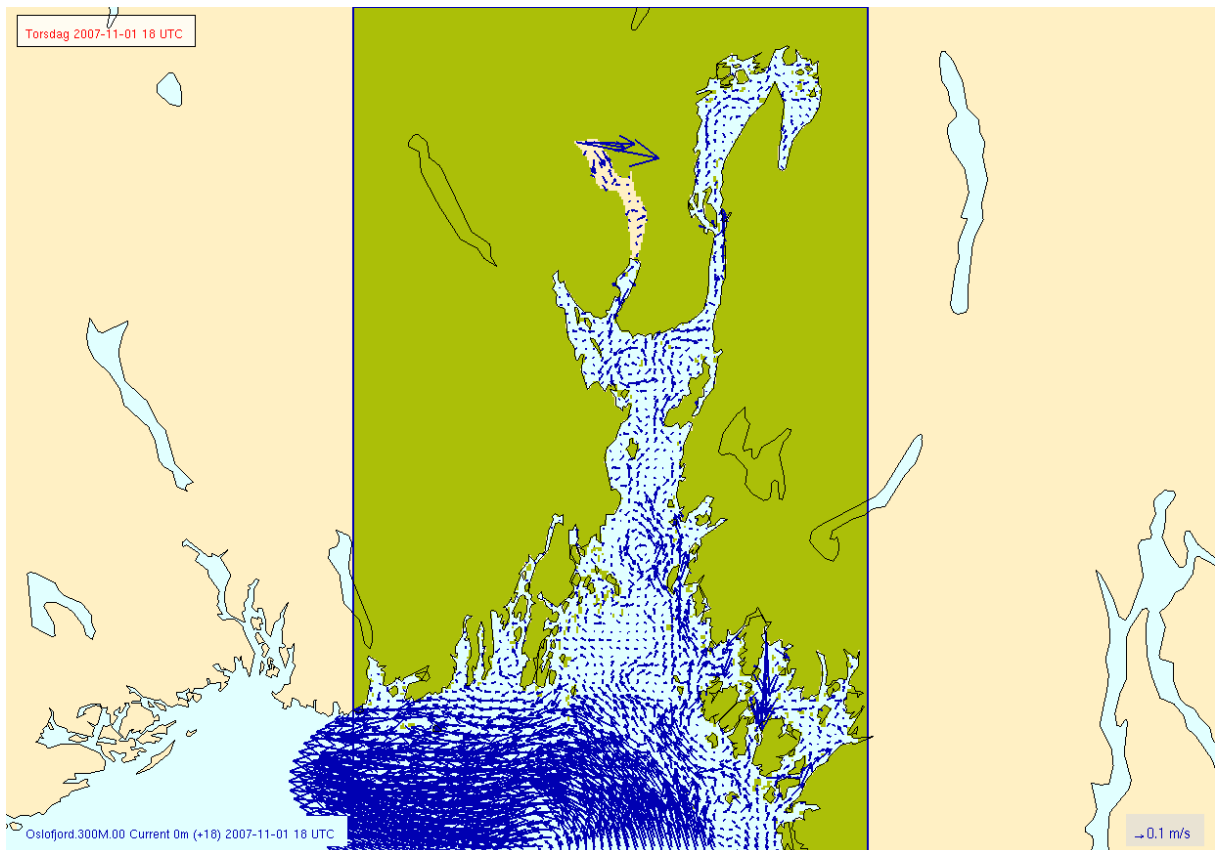 Torsdag 2007-11-01 18 UTC
Oslofjord.300M.00 Current 0m (+18) 2007-11-01 18 UTC
→0.1 m/s